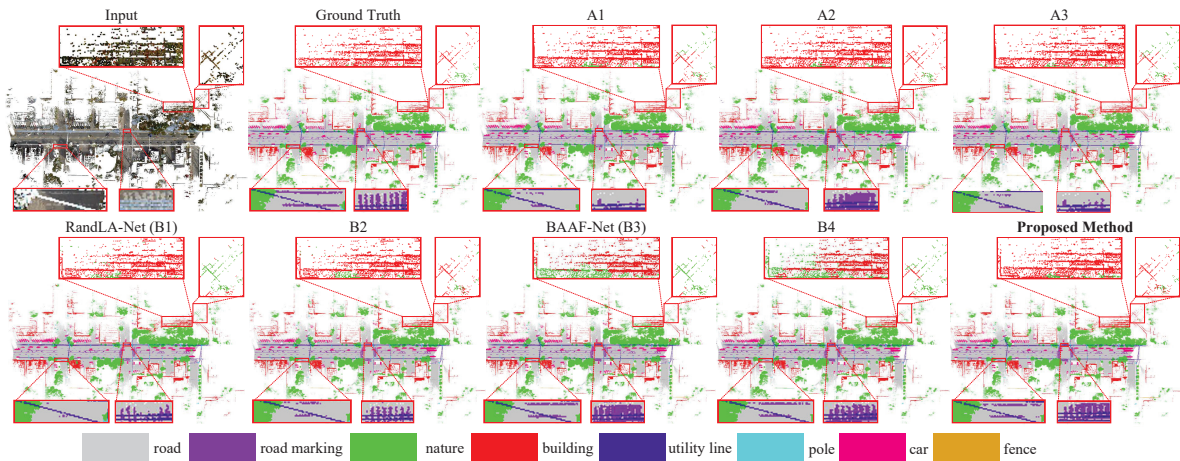 Input Ground Truth A1 A2 A3
RandLA-Net (B1) B2 BAAF-Net (B3) B4 Proposed Method
road road marking nature building utility line pole car fence